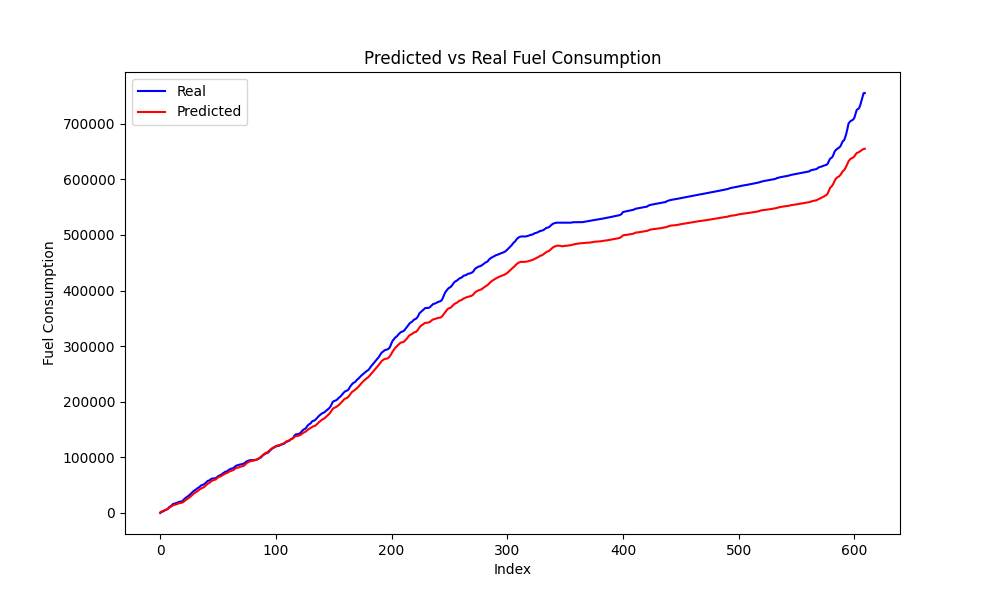 Predicted vs Real Fuel Consumption
Real
Predicted
Fuel Consumption
700000
600000
500000
400000
300000
200000
100000
0
0 100 200 300 400 500 600
Index